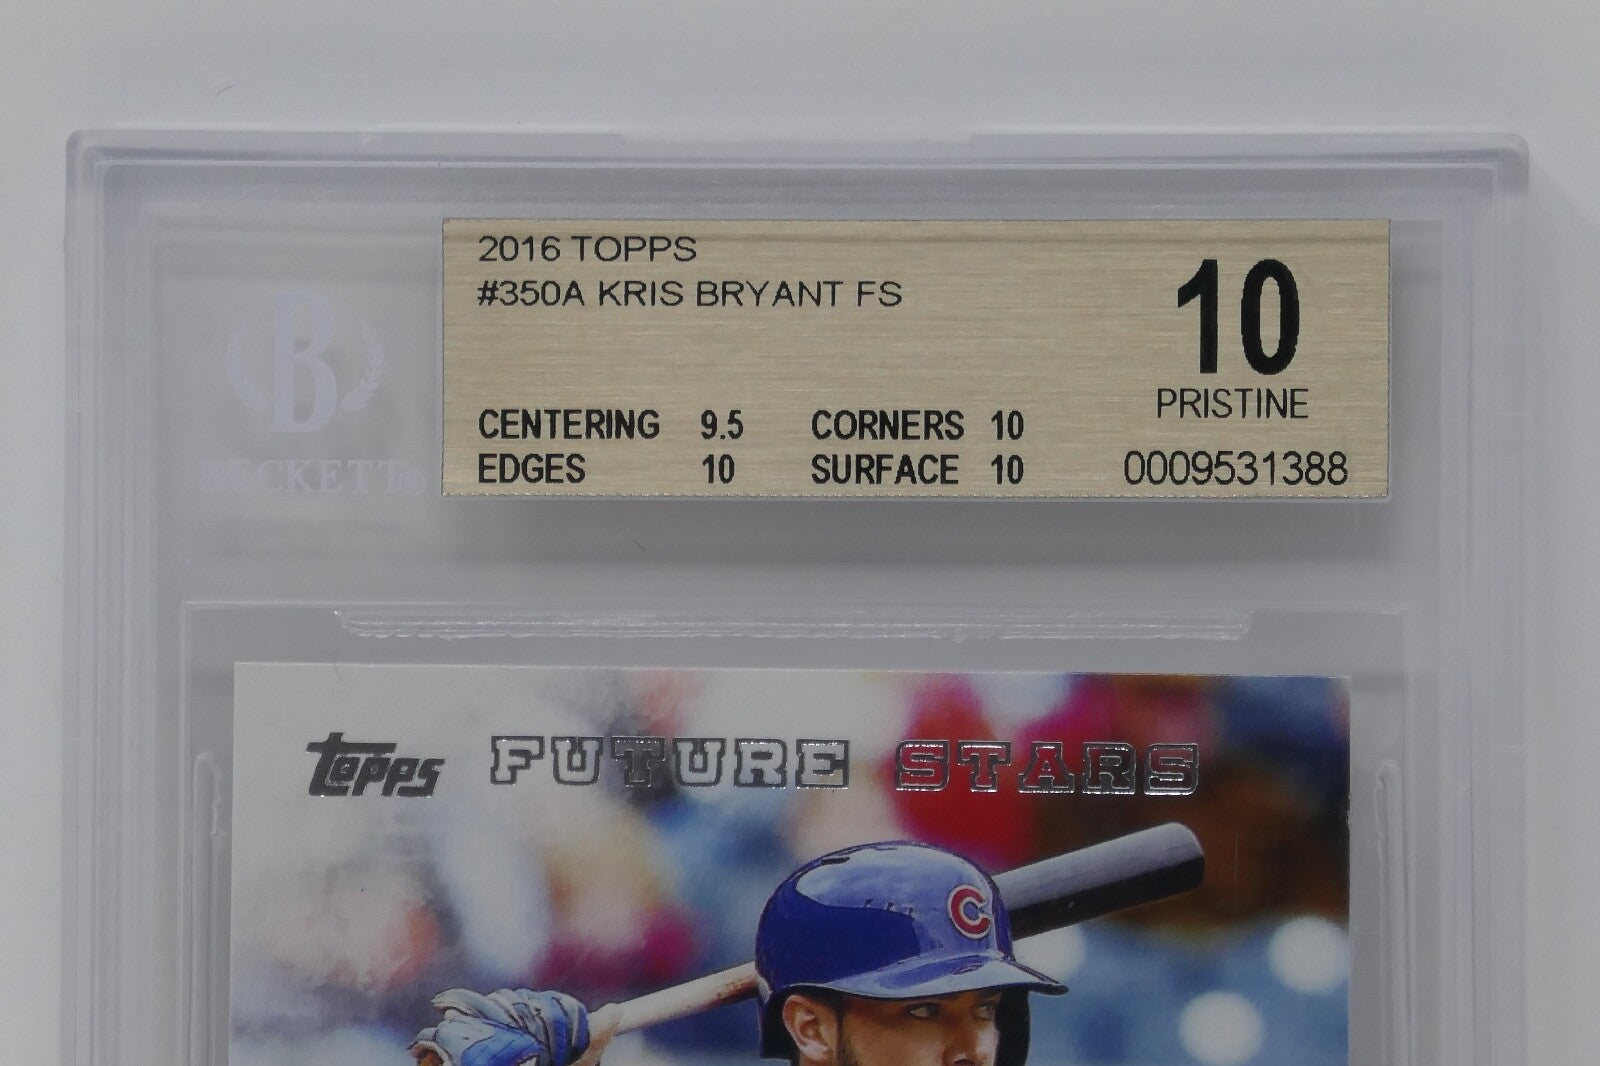 2016 TOPPS
#350A KRIS BRYANT FS
10
PRISTINE
CENTERING 9.5 CORNERS 10
EDGES 10 SURFACE 10
0009531388
B
BECKETT®
Topps FUTURE STARS
C